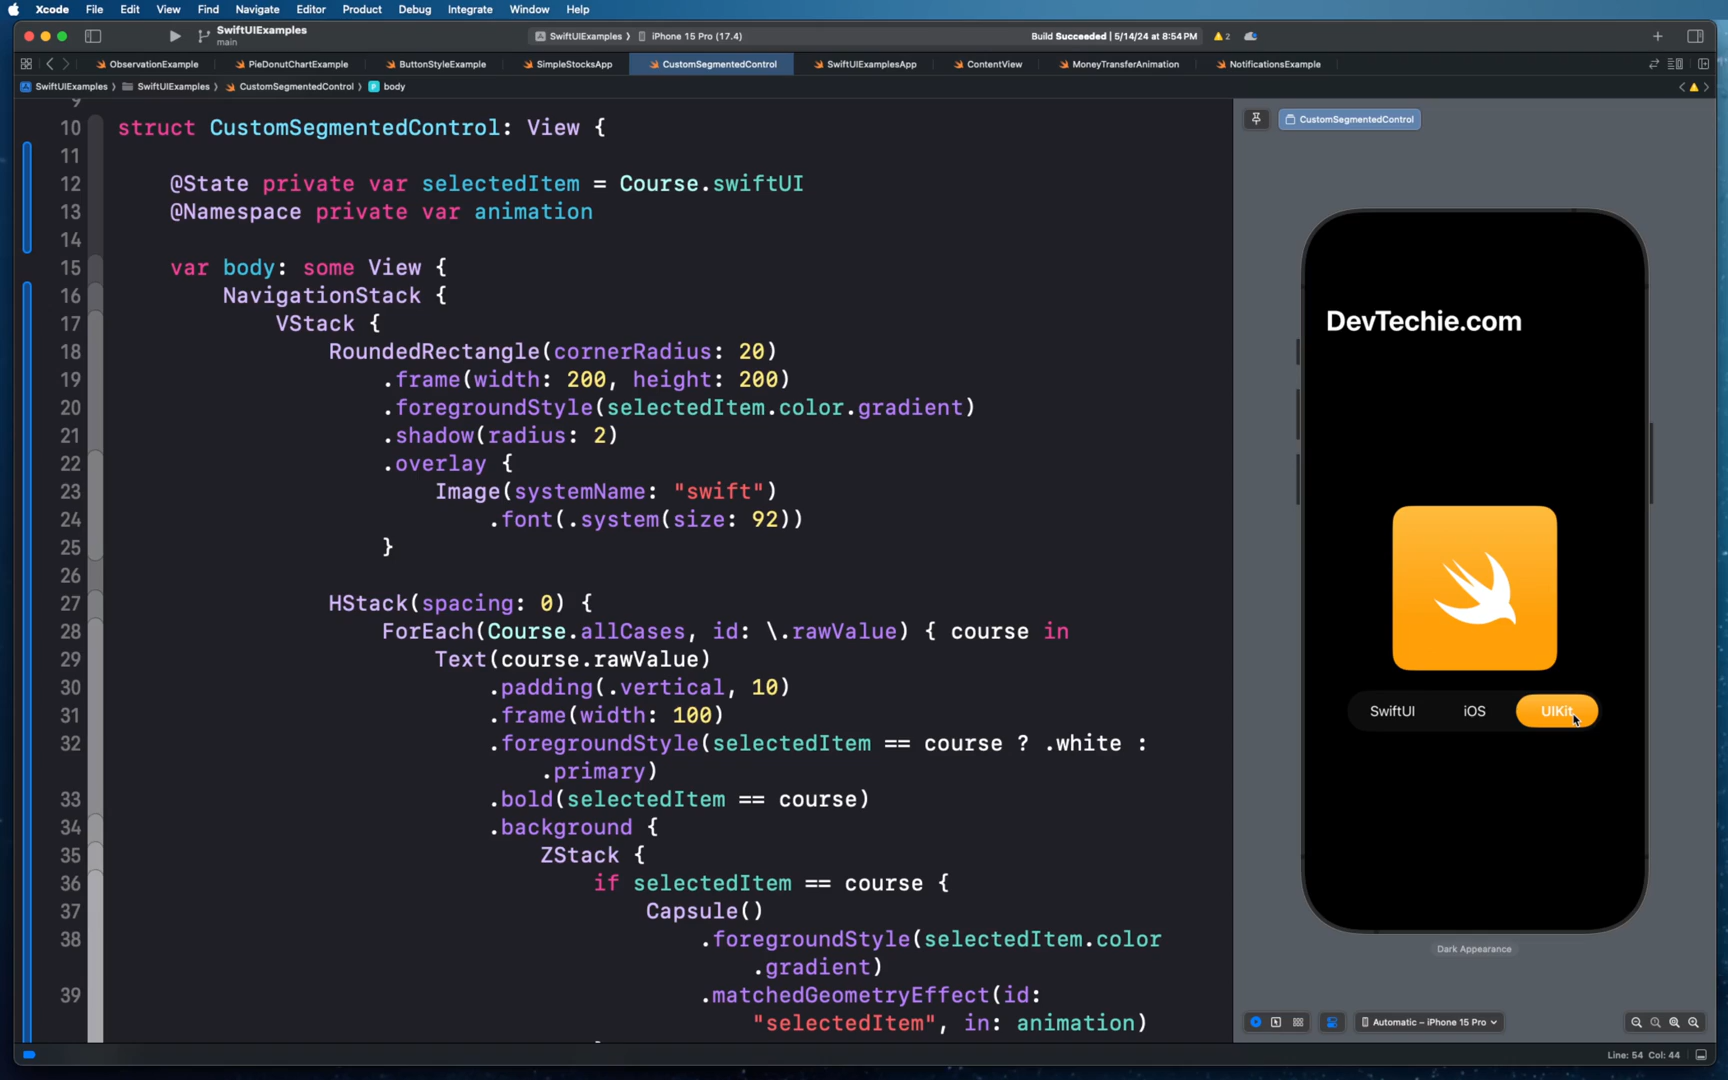 Xcode File Edit View Find Navigate Editor Product Debug Integrate Window Help
SwiftUIExamples
main
SwiftUIExamples iPhone 15 Pro (17.4)
Build Succeeded | 5/14/24 at 8:54 PM
2
ObservationExample PieDonutChartExample ButtonStyleExample SimpleStocksApp CustomSegmentedControl SwiftUIExamplesApp ContentView MoneyTransferAnimation NotificationsExample
SwiftUIExamples SwiftUIExamples CustomSegmentedControl P body
9
10 struct CustomSegmentedControl: View {
11
12 @State private var selectedItem = Course.swiftUI
13 @Namespace private var animation
14
15 var body: some View {
16 NavigationStack {
17 VStack {
18 RoundedRectangle(cornerRadius: 20)
19 .frame(width: 200, height: 200)
20 .foregroundStyle(selectedItem.color.gradient)
21 .shadow(radius: 2)
22 .overlay {
23 Image(systemName: "swift")
24 .font(.system(size: 92))
25 }
26
27 HStack(spacing: 0) {
28 ForEach(Course.allCases, id: \.rawValue) { course in
29 Text(course.rawValue)
30 .padding(.vertical, 10)
31 .frame(width: 100)
32 .foregroundStyle(selectedItem == course ? .white :
.primary)
33 .bold(selectedItem == course)
34 .background {
35 ZStack {
36 if selectedItem == course {
37 Capsule()
38 .foregroundStyle(selectedItem.color
.gradient)
39 .matchedGeometryEffect(id:
"selectedItem", in: animation)
CustomSegmentedControl
DevTechie.com
SwiftUI iOS UIKit
Dark Appearance
Automatic – iPhone 15 Pro
Line: 54 Col: 44